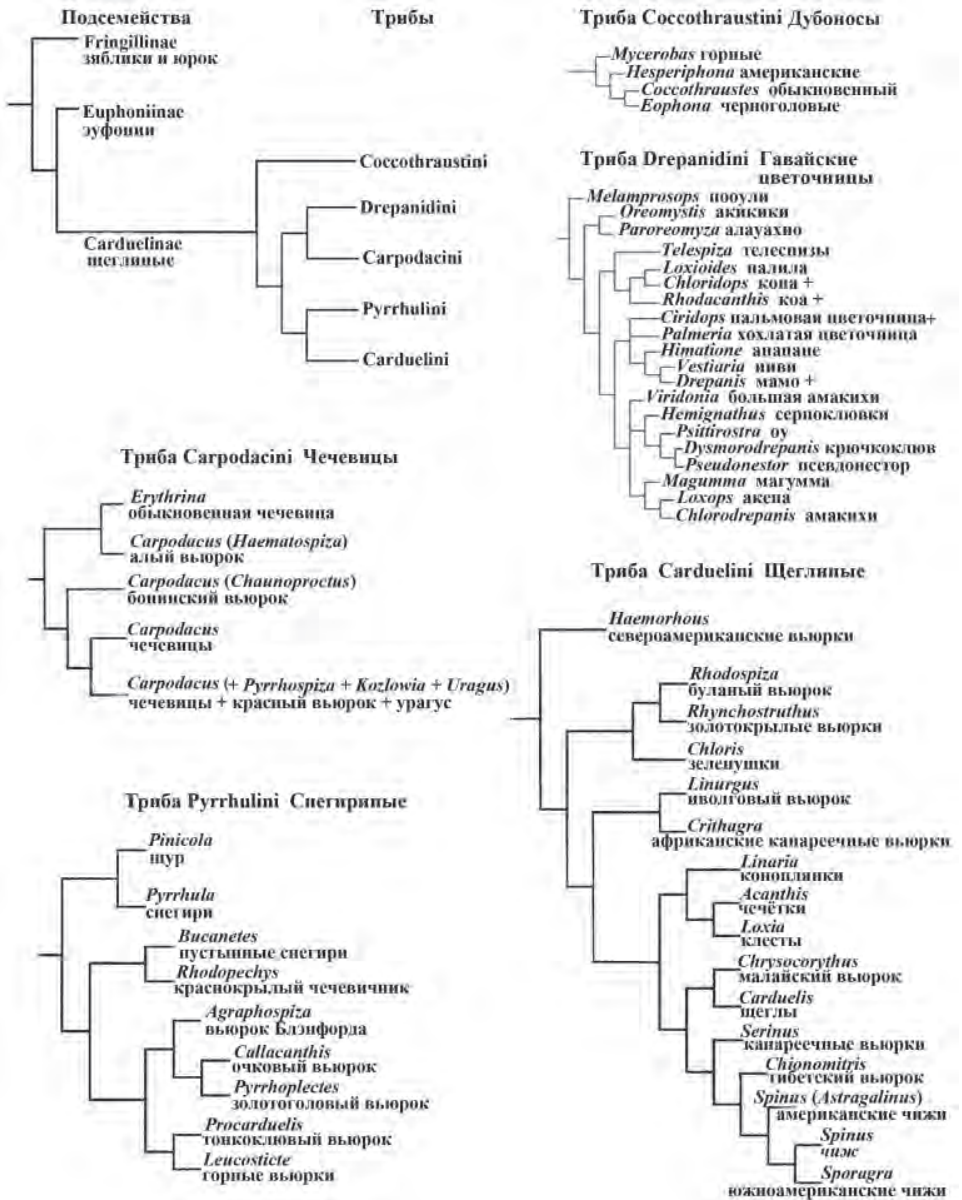 Подсемейства
Трибы
Fringillinae
зяблики и юрок
Euphoniinae
эуфонии
Carduelinae
щеглиные
Coccothraustini
Drepanidini
Carpodacini
Pyrrhulini
Carduelini
Триба Carpodacini Чечевицы
Erythrina
обыкновенная чечевица
Carpodacus (Haematospiza)
алый вьюрок
Carpodacus (Chaunoproctus)
бонинский вьюрок
Carpodacus
чечевицы
Carpodacus (+ Pyrrhospiza + Kozlowia + Uragus)
чечевицы + красный вьюрок + урагус
Триба Pyrrhulini Снегириные
Pinicola
щур
Pyrrhula
снегири
Bucanetes
пустынные снегири
Rhodopechys
краснокрылый чечевичник
Agraphospiza
вьюрок Блэнфорда
Callacanthis
очковый вьюрок
Pyrrhoplectes
золотоголовый вьюрок
Procarduelis
тонкоклювый вьюрок
Leucosticte
горные вьюрки
Триба Coccothraustini Дубоносы
Mycerobas горные
Hesperiphona американские
Coccothraustes обыкновенный
Eophona черноголовые
Триба Drepanidini Гавайские
цветочницы
Melamprosops пооули
Oreomystis акикики
Paroreomyza алауахио
Telespiza телеспизы
Loxioides палила
Chloridops кона +
Rhodacanthis коа +
Ciridops пальмовая цветочница+
Palmeria хохлатая цветочница
Himatione апапане
Vestiaria ииви
Drepanis мамо +
Viridonia большая амакихи
Hemignathus серпоклювки
Psittirostra оу
Dysmorodrepanis крючкоклюв
Pseudonestor псевдонестор
Magumma магумма
Loxops акепа
Chlorodrepanis амакихи
Триба Carduelini Щеглиные
Haemorhous
североамериканские вьюрки
Rhodospiza
буланый вьюрок
Rhynchostruthus
золотокрылые вьюрки
Chloris
зеленушки
Linurgus
иволговый вьюрок
Crithagra
африканские канареечные вьюрки
Linaria
коноплянки
Acanthis
чечётки
Loxia
клесты
Chrysocorythus
малайский вьюрок
Carduelis
щеглы
Serinus
канареечные вьюрки
Chionomitris
тибетский вьюрок
Spinus (Astragalinus)
американские чижи
Spinus
чиж
Sporagra
южноамериканские чижи